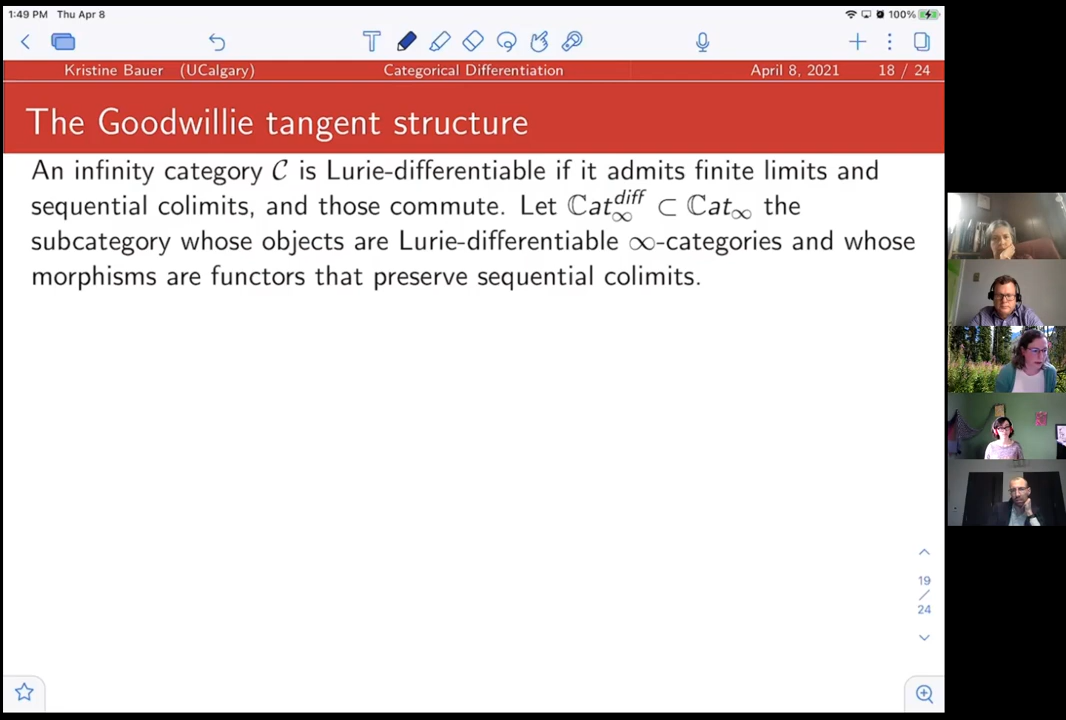 1:49 PM Thu Apr 8
100%
Kristine Bauer (UCalgary) Categorical Differentiation April 8, 2021 18 / 24
The Goodwillie tangent structure
An infinity category 𝒞 is Lurie-differentiable if it admits finite limits and
sequential colimits, and those commute. Let ℂat∞^diff ⊂ ℂat∞ the
subcategory whose objects are Lurie-differentiable ∞-categories and whose
morphisms are functors that preserve sequential colimits.
19
/
24